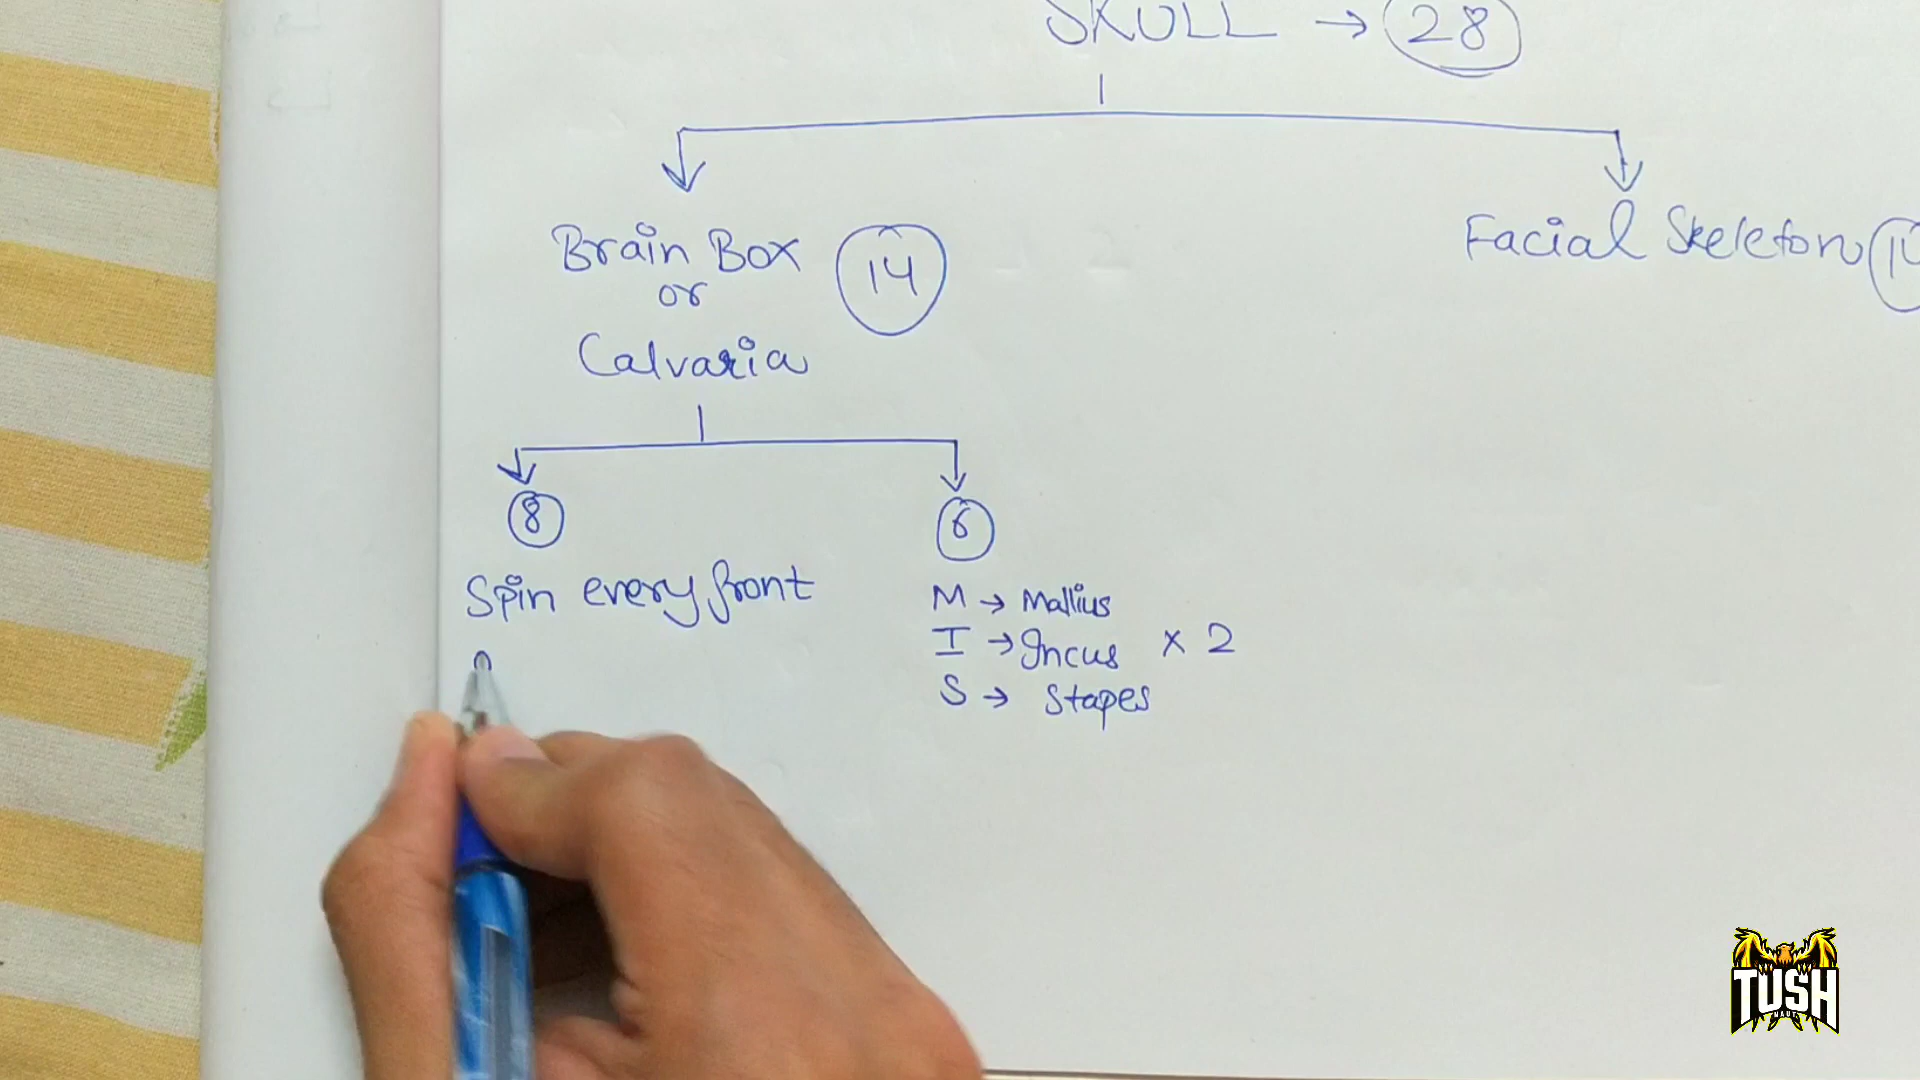 SKULL → 28
Brain Box 14
or
Calvaria
Facial Skeleton
8
6
Spin every front
M → Mallius
I → Incus × 2
S → Stapes
TUSH
NAUT